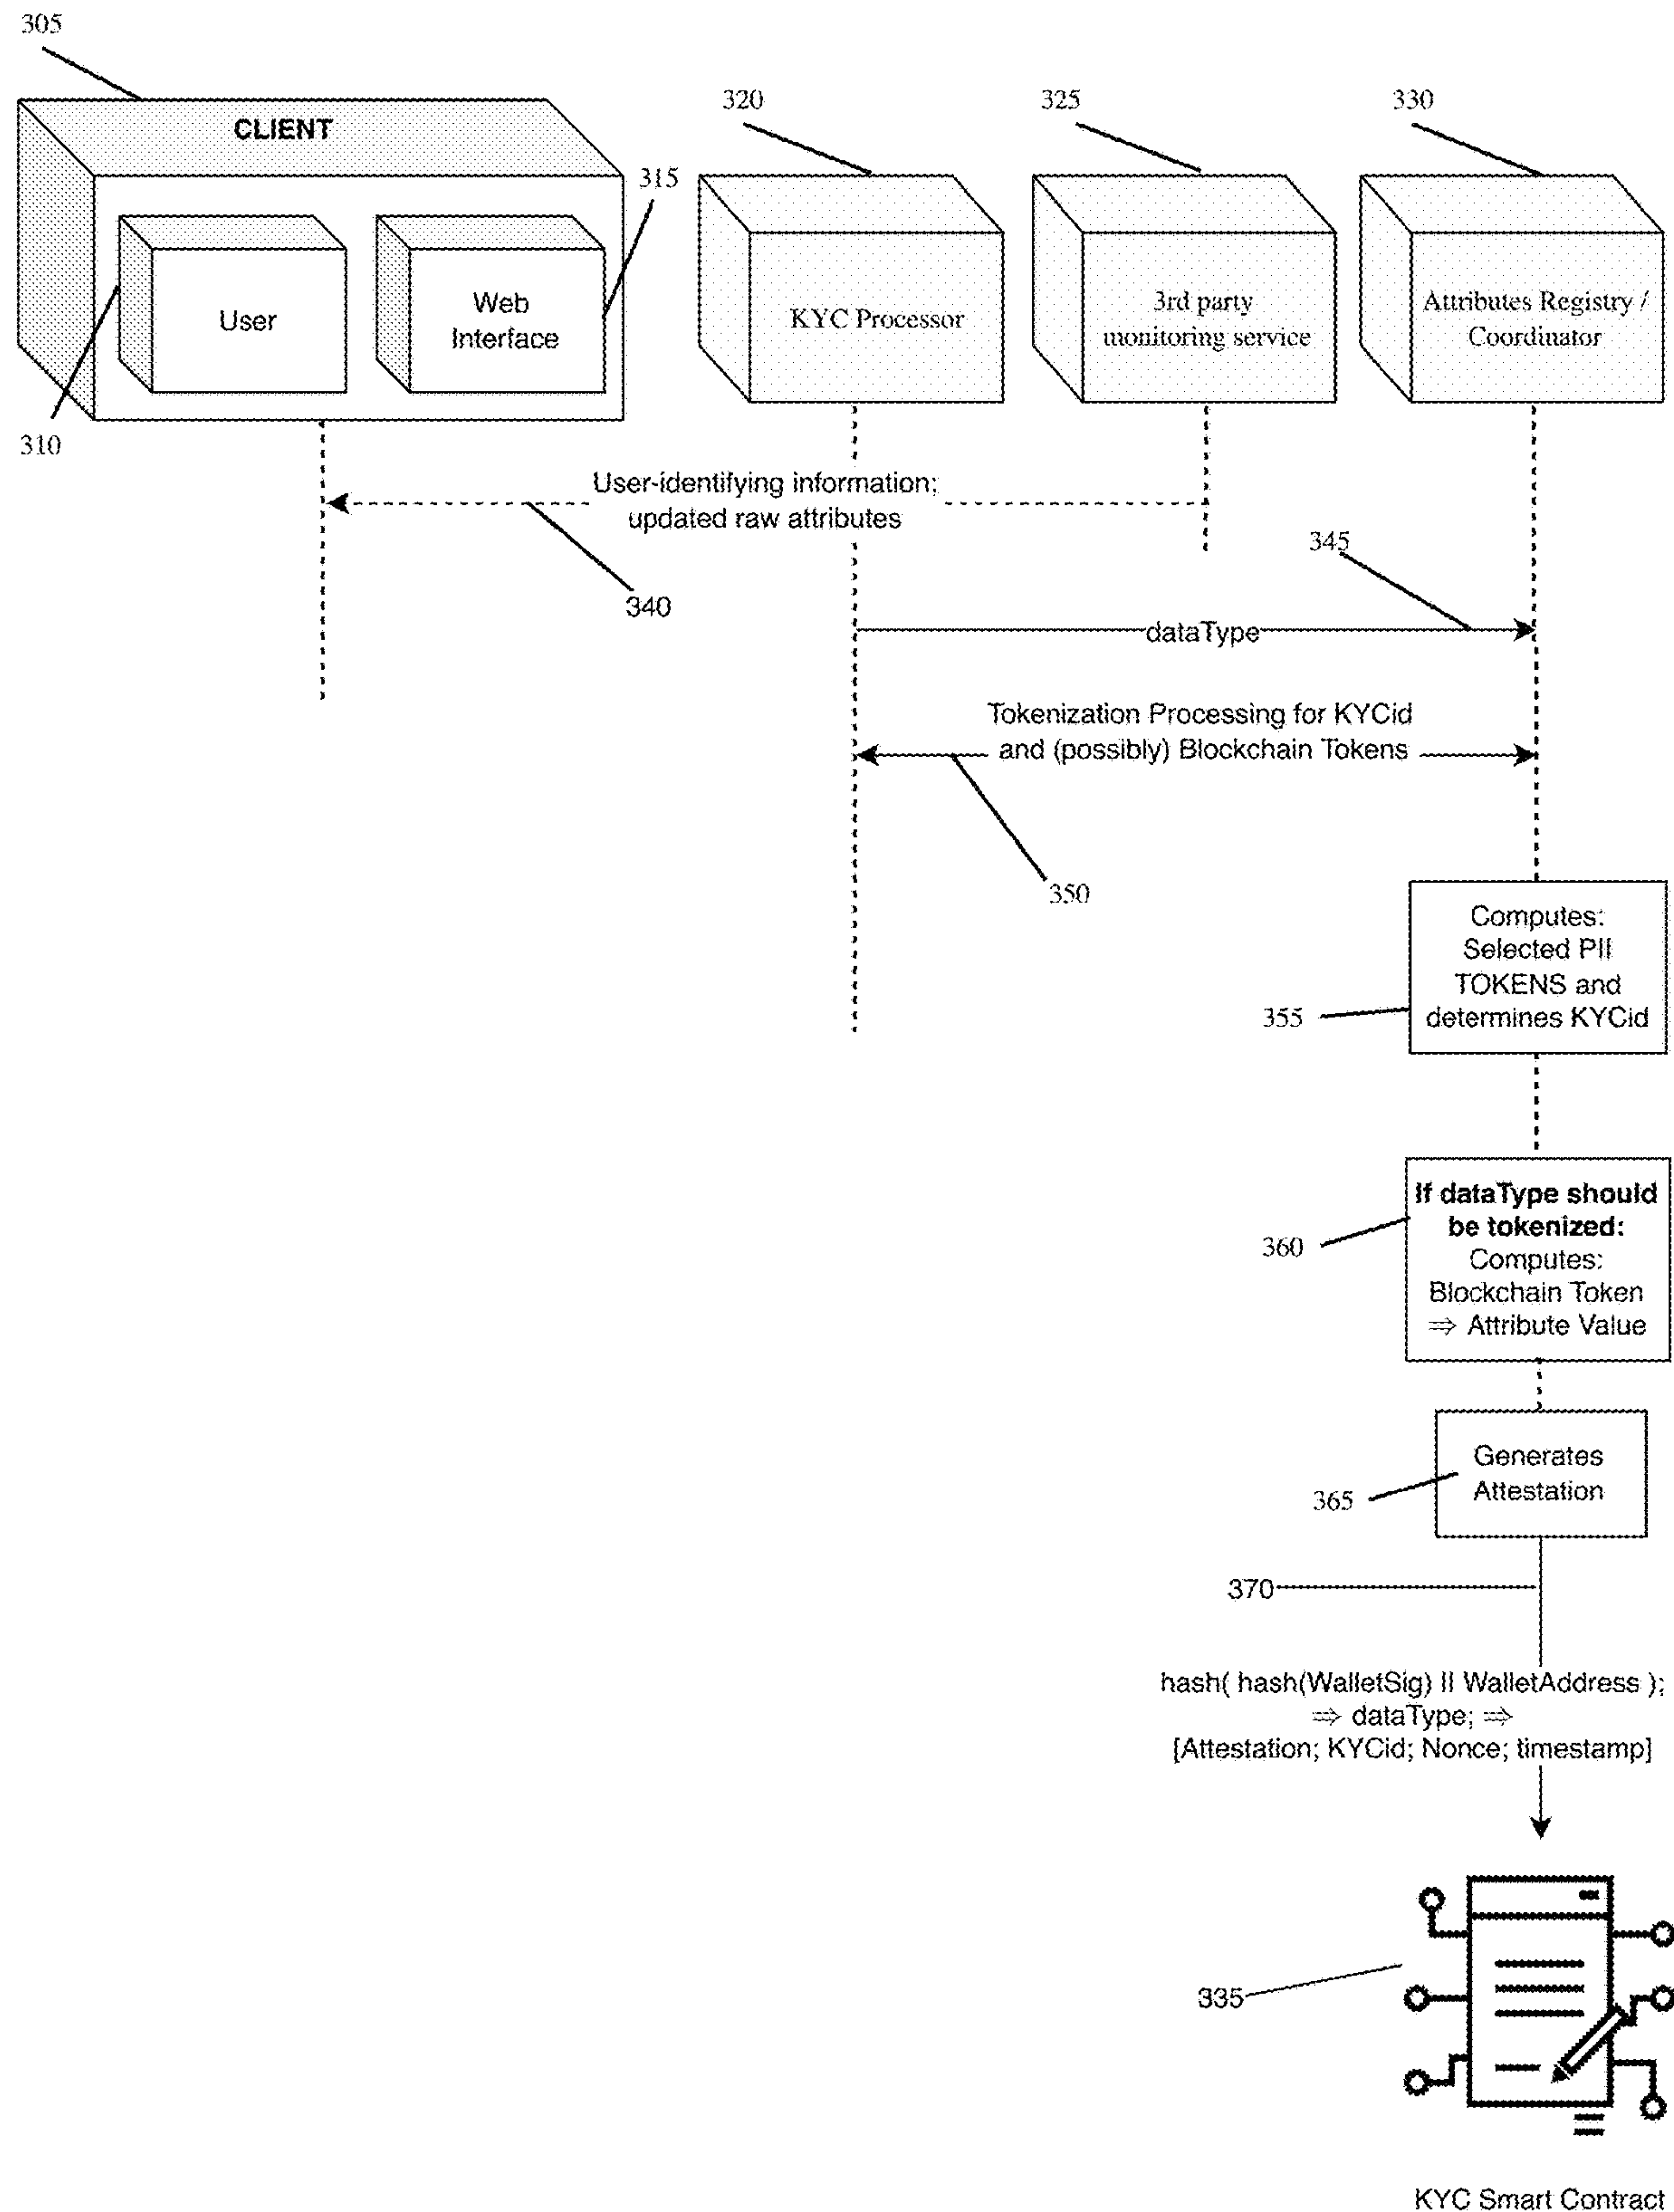 305
CLIENT
320
325
330
315
User
Web
Interface
KYC Processor
3rd party
monitoring service
Attributes Registry /
Coordinator
310
User-identifying information;
updated raw attributes
340
345
dataType
Tokenization Processing for KYCid
and (possibly) Blockchain Tokens
350
Computes:
Selected PII
TOKENS and
determines KYCid
355
If dataType should
be tokenized:
Computes:
Blockchain Token
⇒ Attribute Value
360
Generates
Attestation
365
370
hash( hash(WalletSig) II WalletAddress );
⇒ dataType; ⇒
[Attestation; KYCid; Nonce; timestamp]
335
KYC Smart Contract